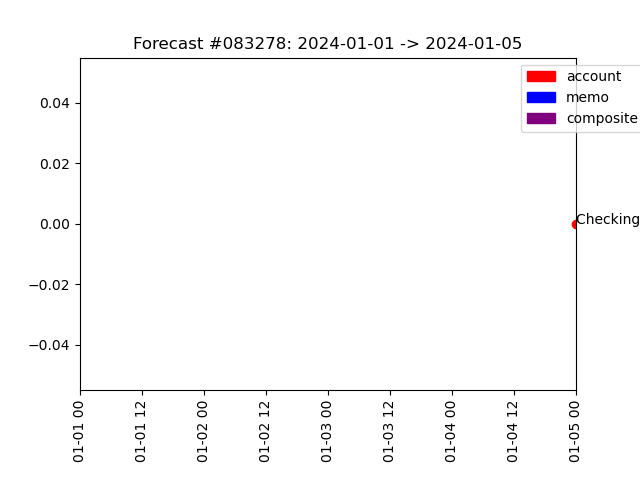 Forecast #083278: 2024-01-01 -> 2024-01-05
account
memo
composite
0.04
0.02
0.00
−0.02
−0.04
Checking
01-01 00
01-01 12
01-02 00
01-02 12
01-03 00
01-03 12
01-04 00
01-04 12
01-05 00